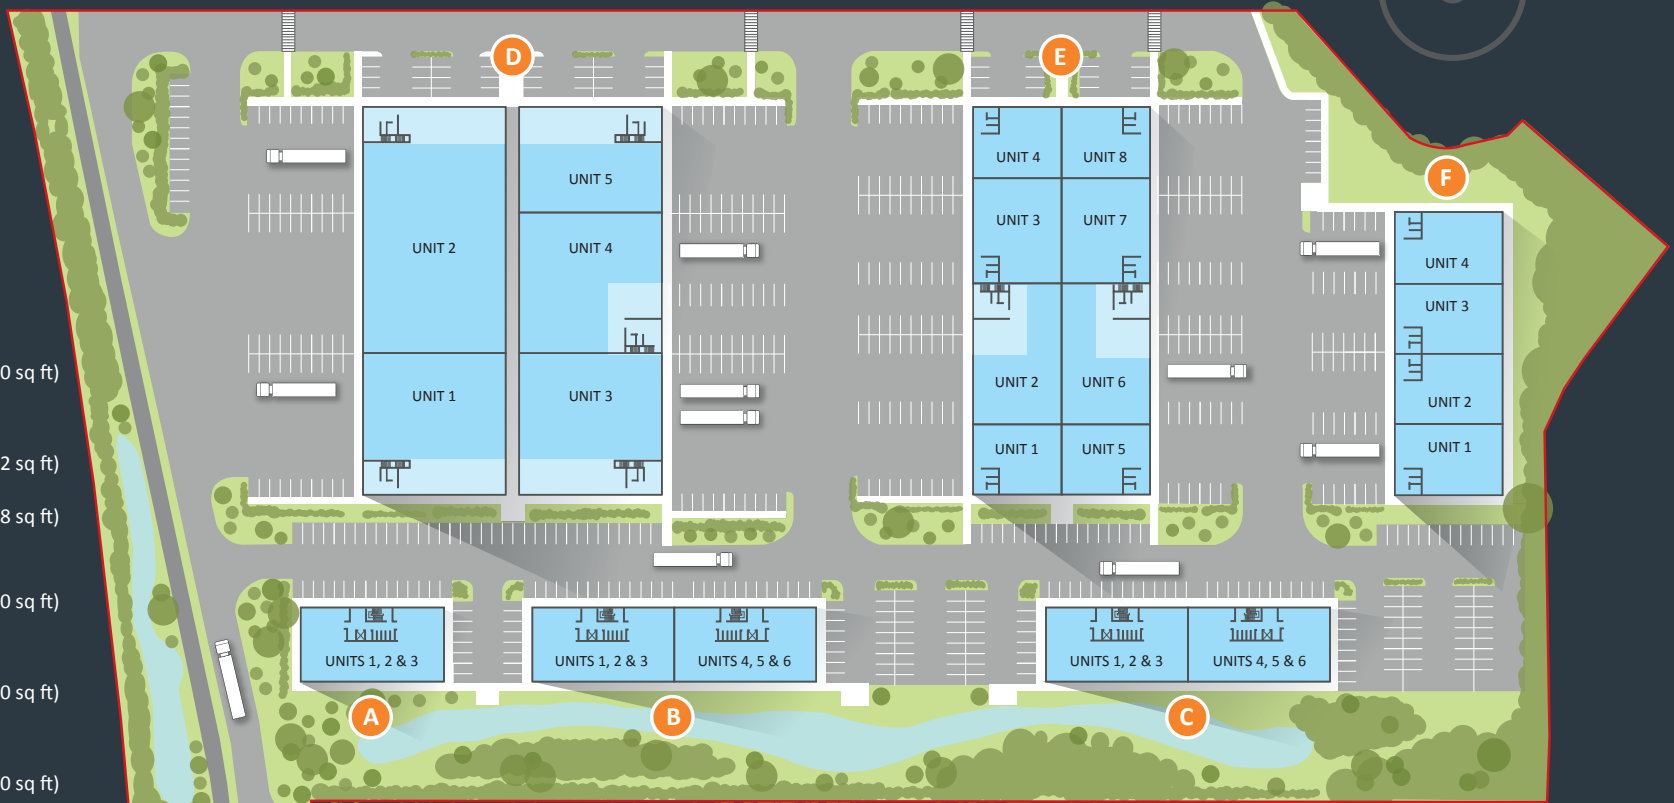 D
E
F
UNIT 2
UNIT 1
UNIT 5
UNIT 4
UNIT 3
UNIT 4
UNIT 8
UNIT 3
UNIT 7
UNIT 2
UNIT 6
UNIT 1
UNIT 5
UNIT 4
UNIT 3
UNIT 2
UNIT 1
0 sq ft)
2 sq ft)
8 sq ft)
0 sq ft)
0 sq ft)
0 sq ft)
UNITS 1, 2 & 3
UNITS 1, 2 & 3
UNITS 4, 5 & 6
UNITS 1, 2 & 3
UNITS 4, 5 & 6
A
B
C